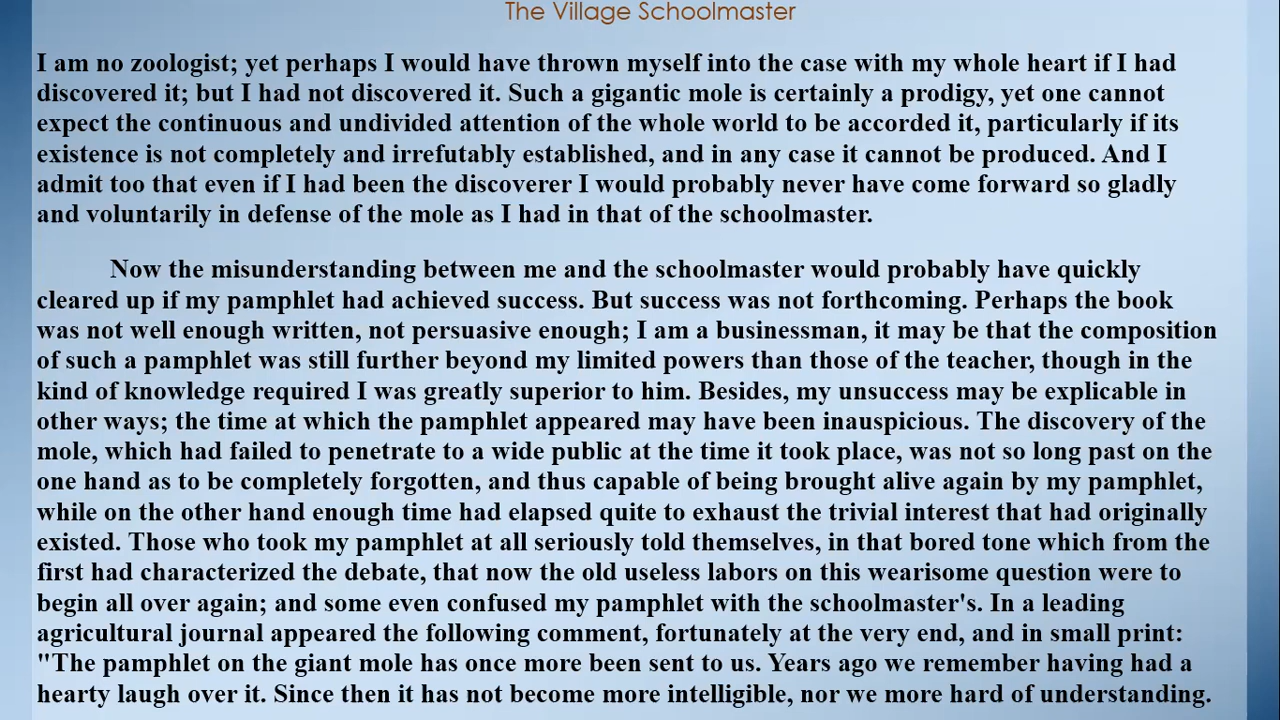 The Village Schoolmaster
I am no zoologist; yet perhaps I would have thrown myself into the case with my whole heart if I had
discovered it; but I had not discovered it. Such a gigantic mole is certainly a prodigy, yet one cannot
expect the continuous and undivided attention of the whole world to be accorded it, particularly if its
existence is not completely and irrefutably established, and in any case it cannot be produced. And I
admit too that even if I had been the discoverer I would probably never have come forward so gladly
and voluntarily in defense of the mole as I had in that of the schoolmaster.
Now the misunderstanding between me and the schoolmaster would probably have quickly
cleared up if my pamphlet had achieved success. But success was not forthcoming. Perhaps the book
was not well enough written, not persuasive enough; I am a businessman, it may be that the composition
of such a pamphlet was still further beyond my limited powers than those of the teacher, though in the
kind of knowledge required I was greatly superior to him. Besides, my unsuccess may be explicable in
other ways; the time at which the pamphlet appeared may have been inauspicious. The discovery of the
mole, which had failed to penetrate to a wide public at the time it took place, was not so long past on the
one hand as to be completely forgotten, and thus capable of being brought alive again by my pamphlet,
while on the other hand enough time had elapsed quite to exhaust the trivial interest that had originally
existed. Those who took my pamphlet at all seriously told themselves, in that bored tone which from the
first had characterized the debate, that now the old useless labors on this wearisome question were to
begin all over again; and some even confused my pamphlet with the schoolmaster's. In a leading
agricultural journal appeared the following comment, fortunately at the very end, and in small print:
"The pamphlet on the giant mole has once more been sent to us. Years ago we remember having had a
hearty laugh over it. Since then it has not become more intelligible, nor we more hard of understanding.